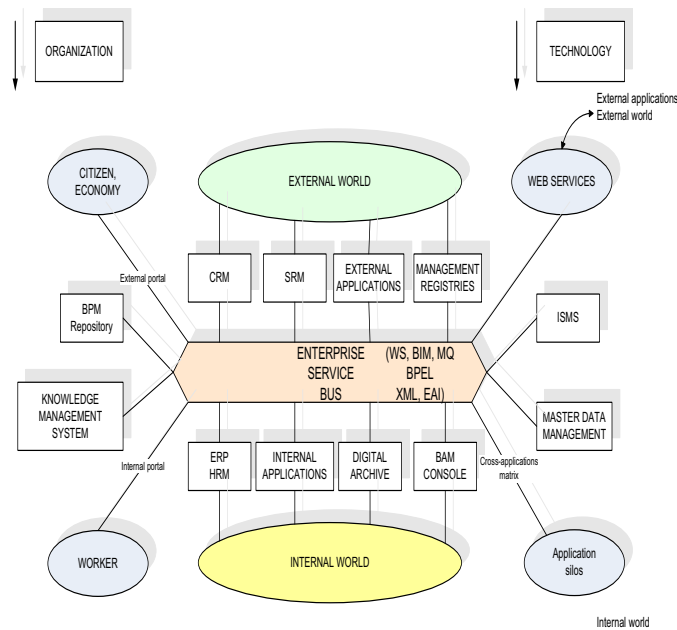 ORGANIZATION
TECHNOLOGY
External applications
External world
CITIZEN,
ECONOMY
EXTERNAL WORLD
WEB SERVICES
External portal
CRM
SRM
EXTERNAL
APPLICATIONS
MANAGEMENT
REGISTRIES
BPM
Repository
ISMS
ENTERPRISE (WS, BIM, MQ
SERVICE BPEL
BUS XML, EAI)
KNOWLEDGE
MANAGEMENT
SYSTEM
MASTER DATA
MANAGEMENT
Internal portal
ERP
HRM
INTERNAL
APPLICATIONS
DIGITAL
ARCHIVE
BAM
CONSOLE
Cross-applications
matrix
WORKER
INTERNAL WORLD
Application
silos
Internal world